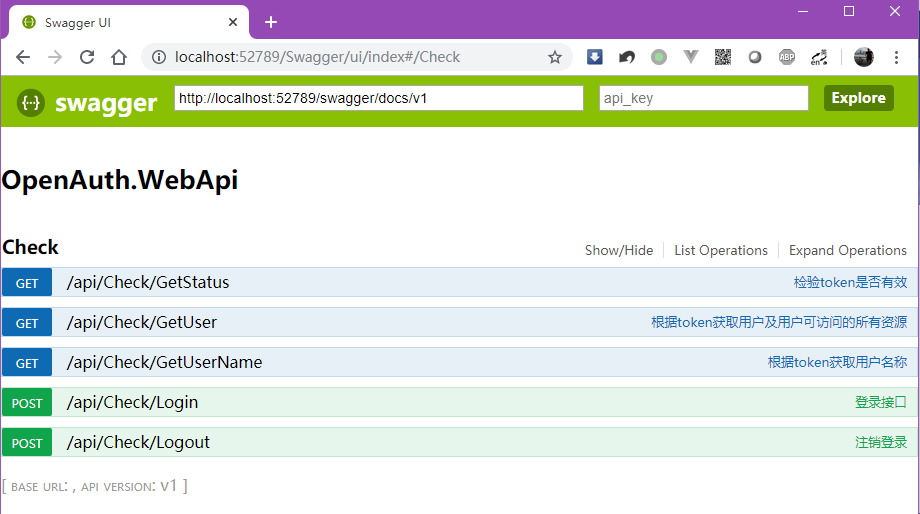 Swagger UI
localhost:52789/Swagger/ui/index#/Check
ABP
en
{··} swagger http://localhost:52789/swagger/docs/v1 api_key Explore
OpenAuth.WebApi
Check Show/Hide List Operations Expand Operations
GET /api/Check/GetStatus 检验token是否有效
GET /api/Check/GetUser 根据token获取用户及用户可访问的所有资源
GET /api/Check/GetUserName 根据token获取用户名称
POST /api/Check/Login 登录接口
POST /api/Check/Logout 注销登录
[ BASE URL: , API VERSION: V1 ]